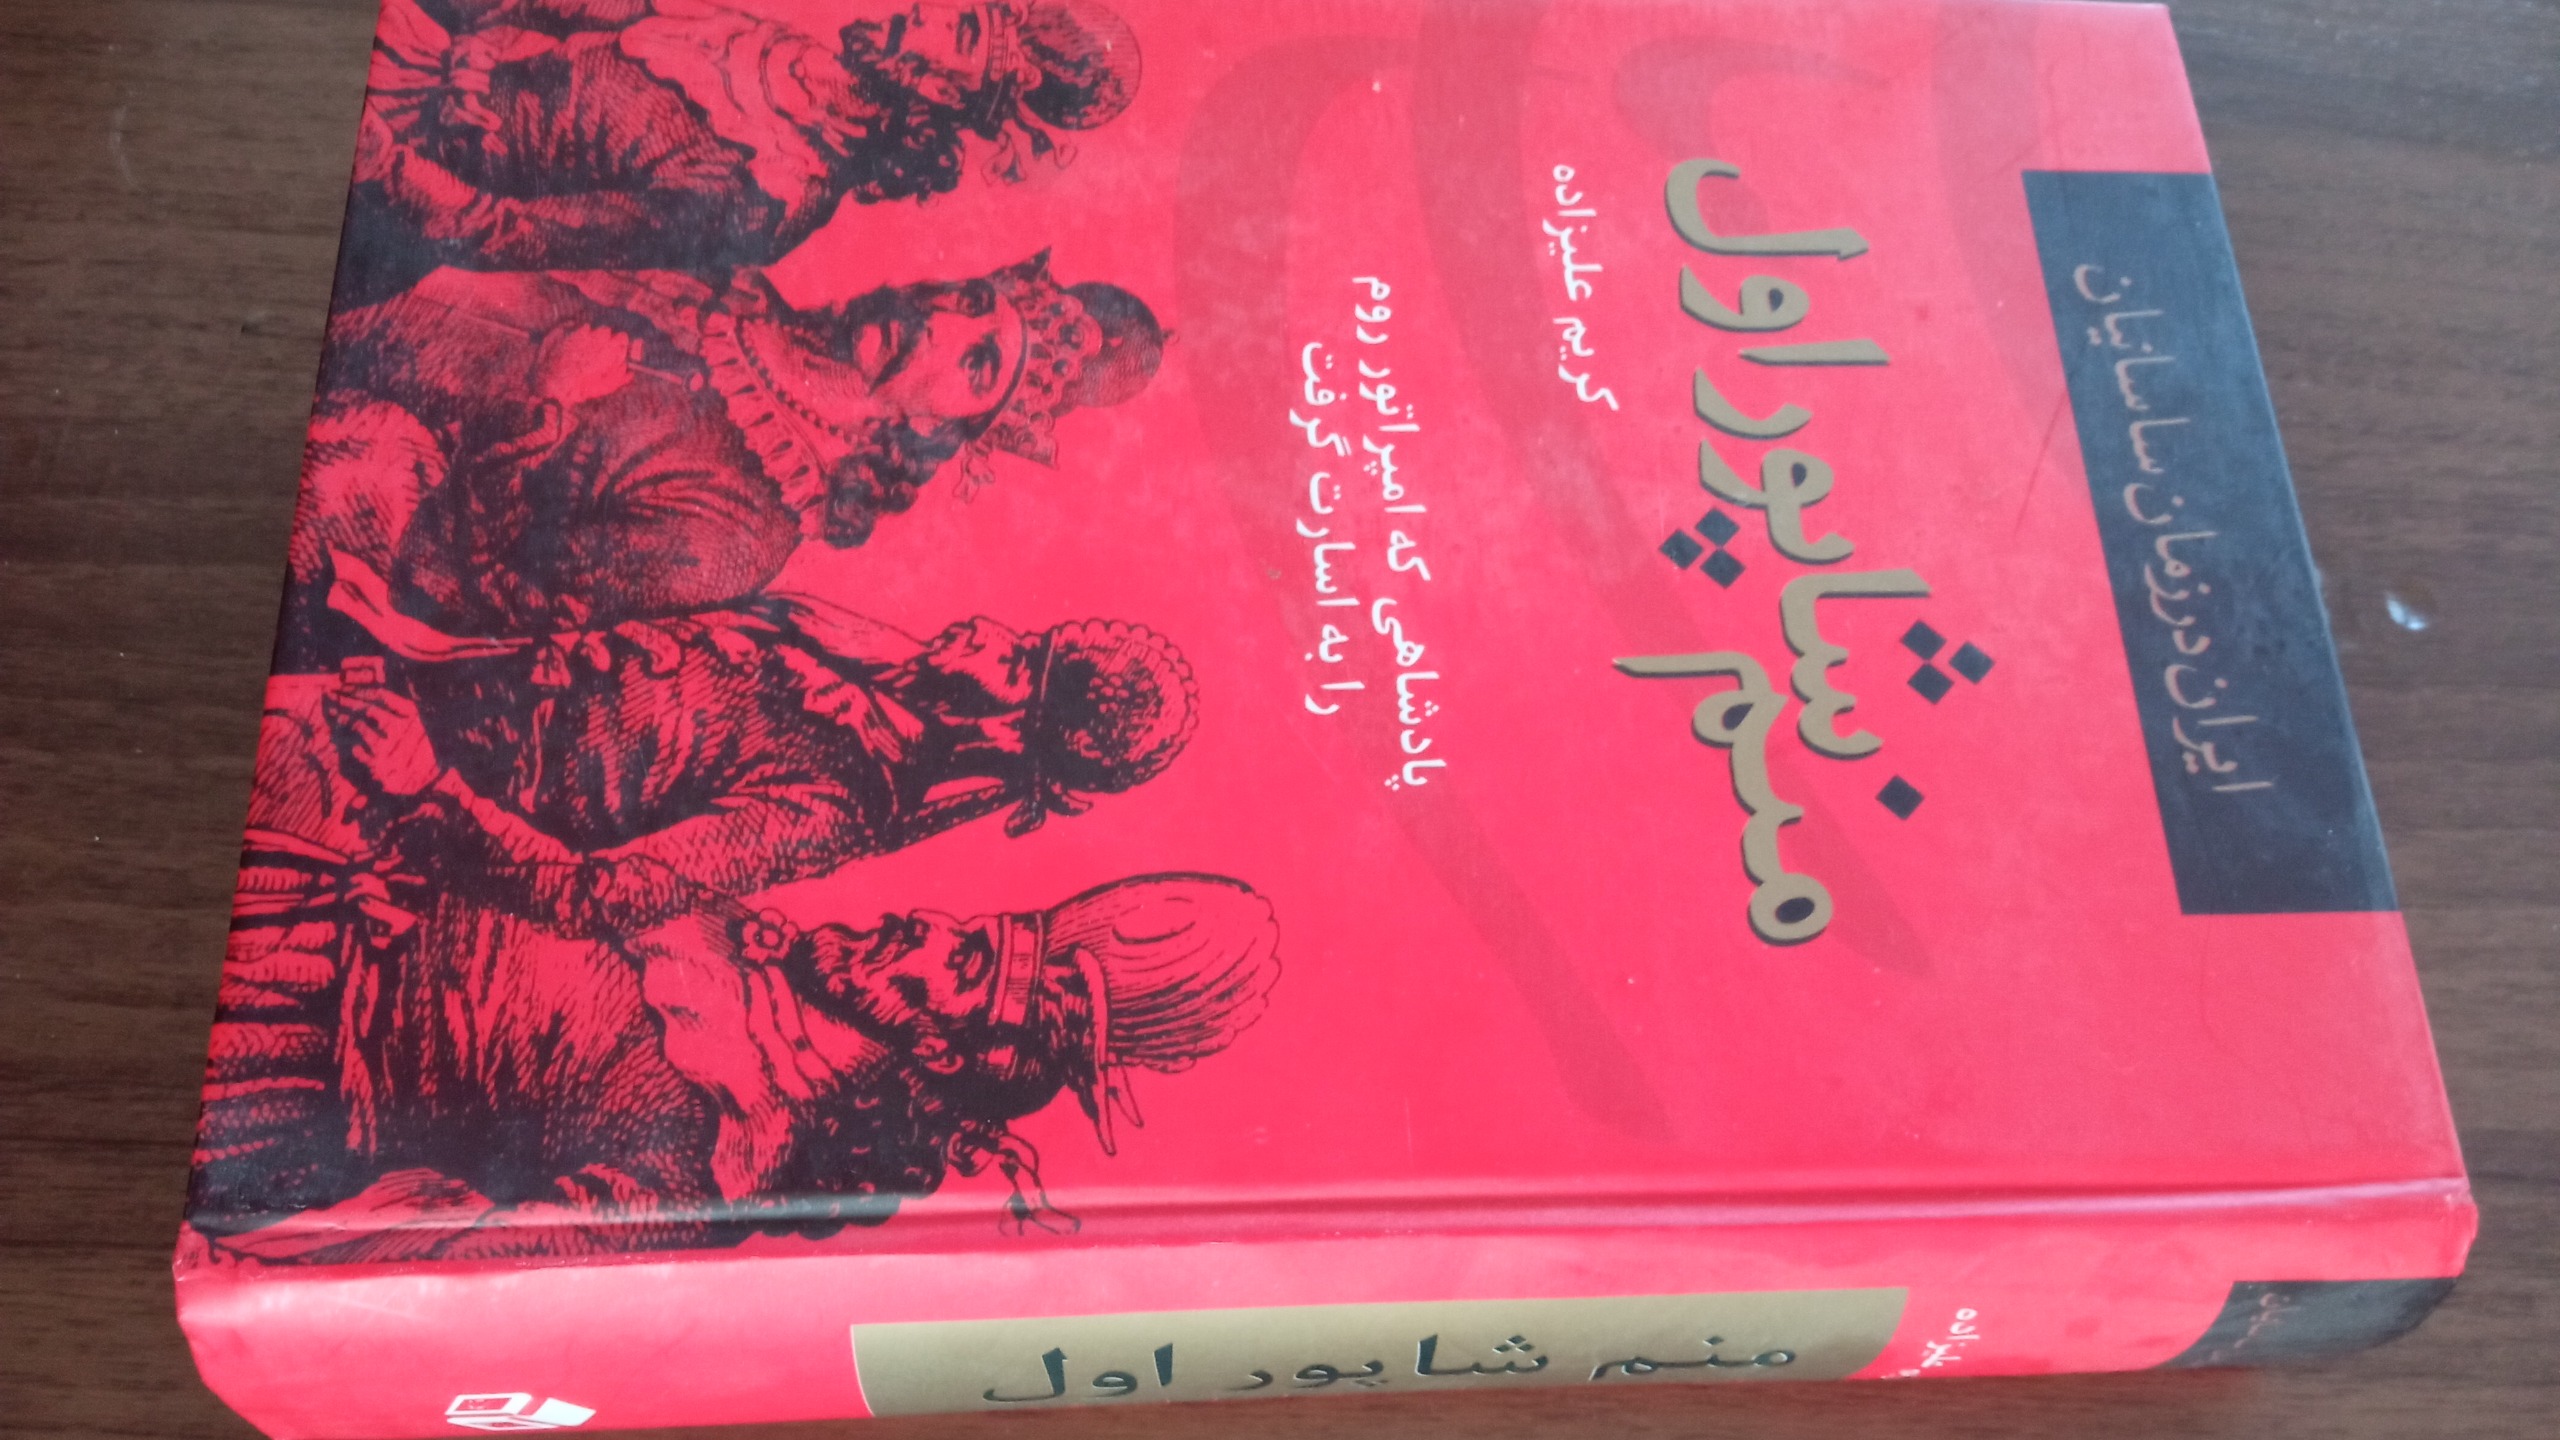 ایران در زمان ساسانیان
منم شاپور اول
کریم علیزاده
پادشاهی که امپراتور روم
را به اسارت گرفت
علیزاده
منم شاپور اول